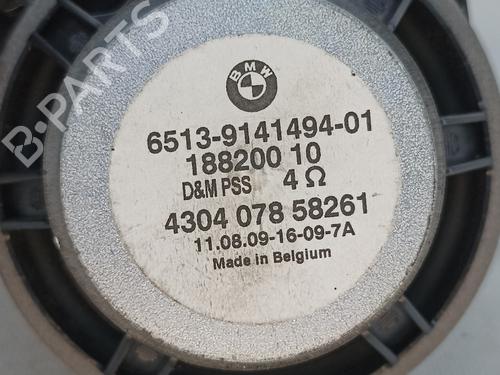 B-PARTS
BMW
6513-9141494-01
188200 10
D&M PSS 4 Ω
4304 078 58261
11.08.09-16-09-7A
Made in Belgium